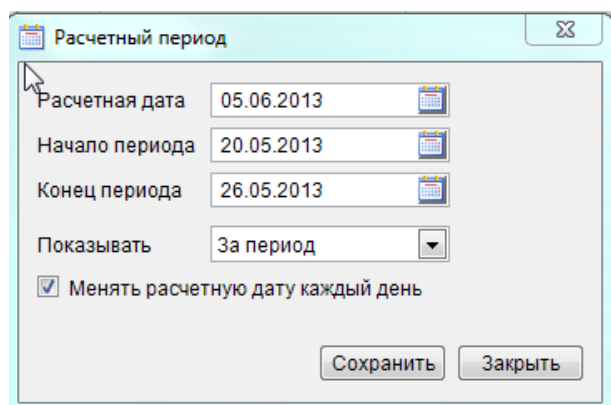 Расчетный период
Расчетная дата 05.06.2013
Начало периода 20.05.2013
Конец периода 26.05.2013
Показывать За период
Менять расчетную дату каждый день
Сохранить Закрыть